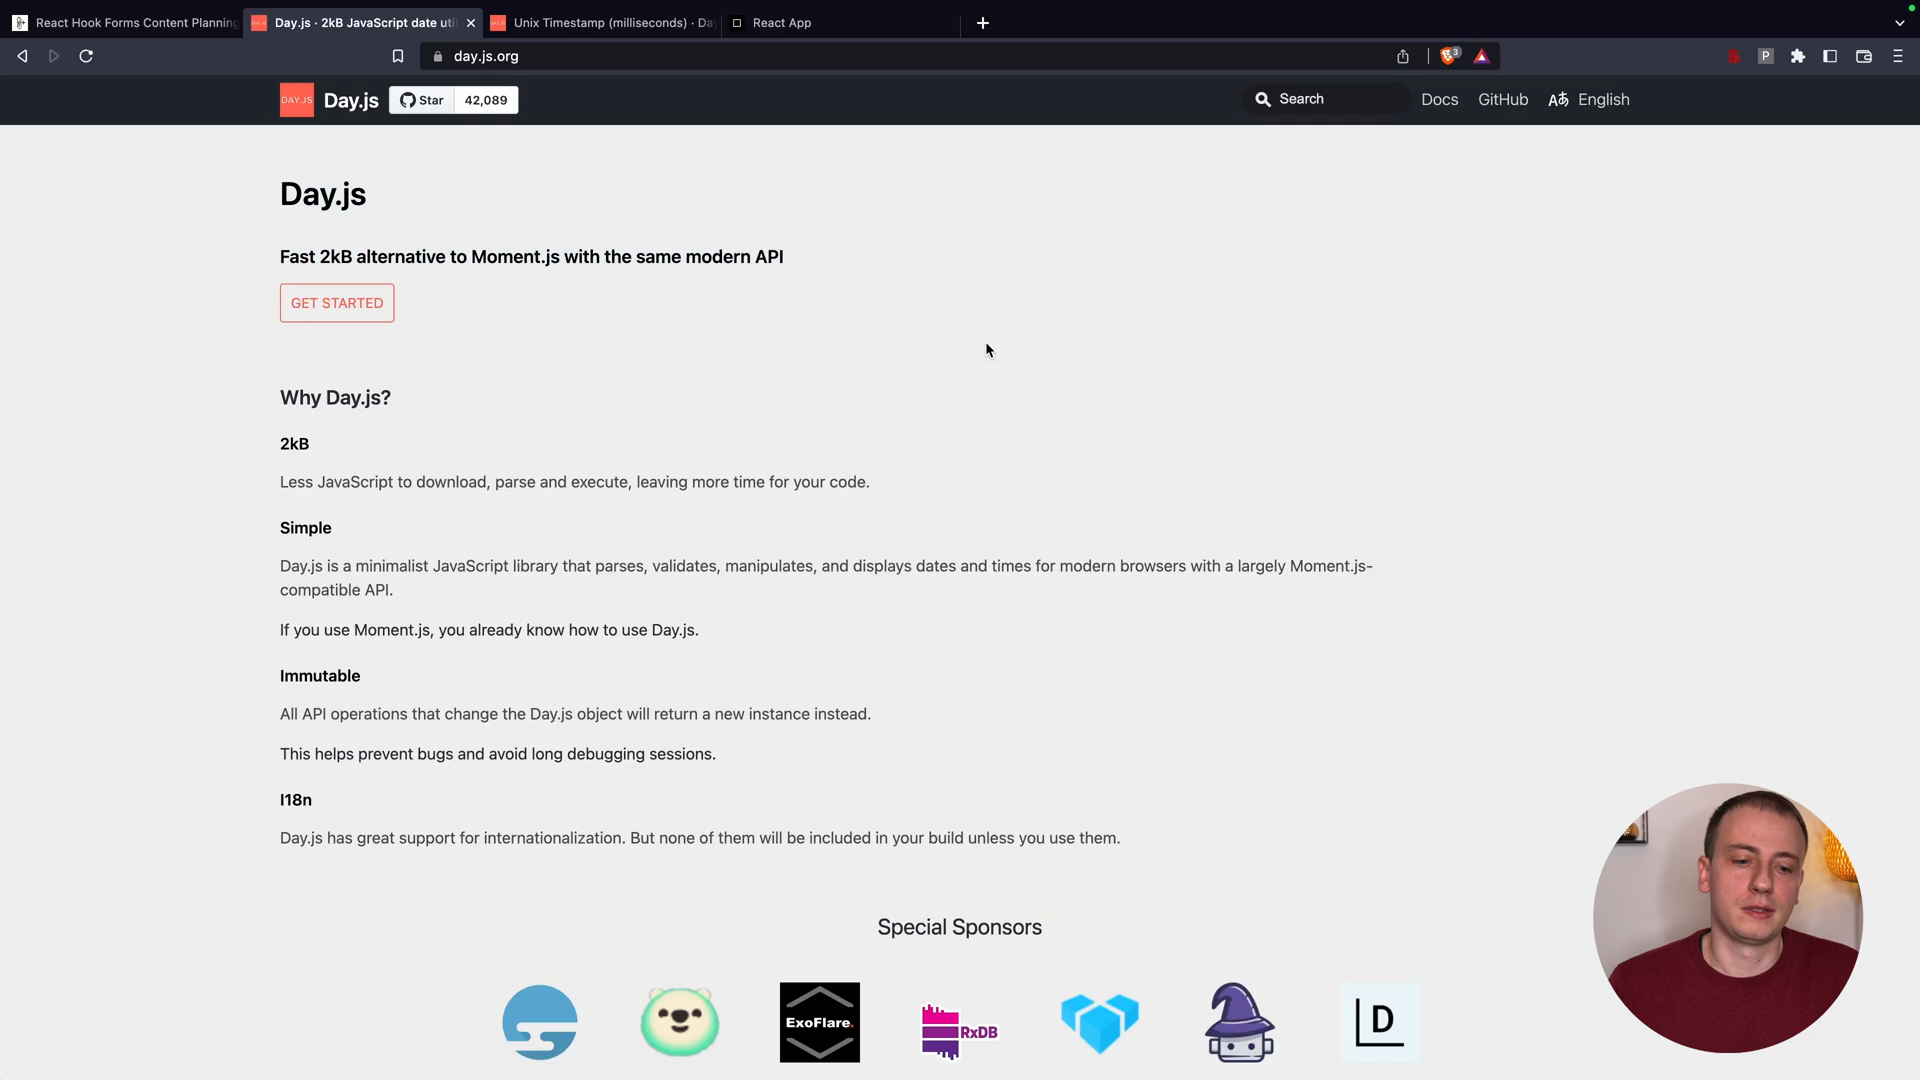 React Hook Forms Content Planning
Day.js · 2kB JavaScript date uti
Unix Timestamp (milliseconds) · Da
React App
day.js.org
3
P
DAY.JS
Day.js
Star
42,089
Search
Docs
GitHub
English
Day.js
Fast 2kB alternative to Moment.js with the same modern API
GET STARTED
Why Day.js?
2kB
Less JavaScript to download, parse and execute, leaving more time for your code.
Simple
Day.js is a minimalist JavaScript library that parses, validates, manipulates, and displays dates and times for modern browsers with a largely Moment.js-
compatible API.
If you use Moment.js, you already know how to use Day.js.
Immutable
All API operations that change the Day.js object will return a new instance instead.
This helps prevent bugs and avoid long debugging sessions.
I18n
Day.js has great support for internationalization. But none of them will be included in your build unless you use them.
Special Sponsors
ExoFlare.
RxDB
D